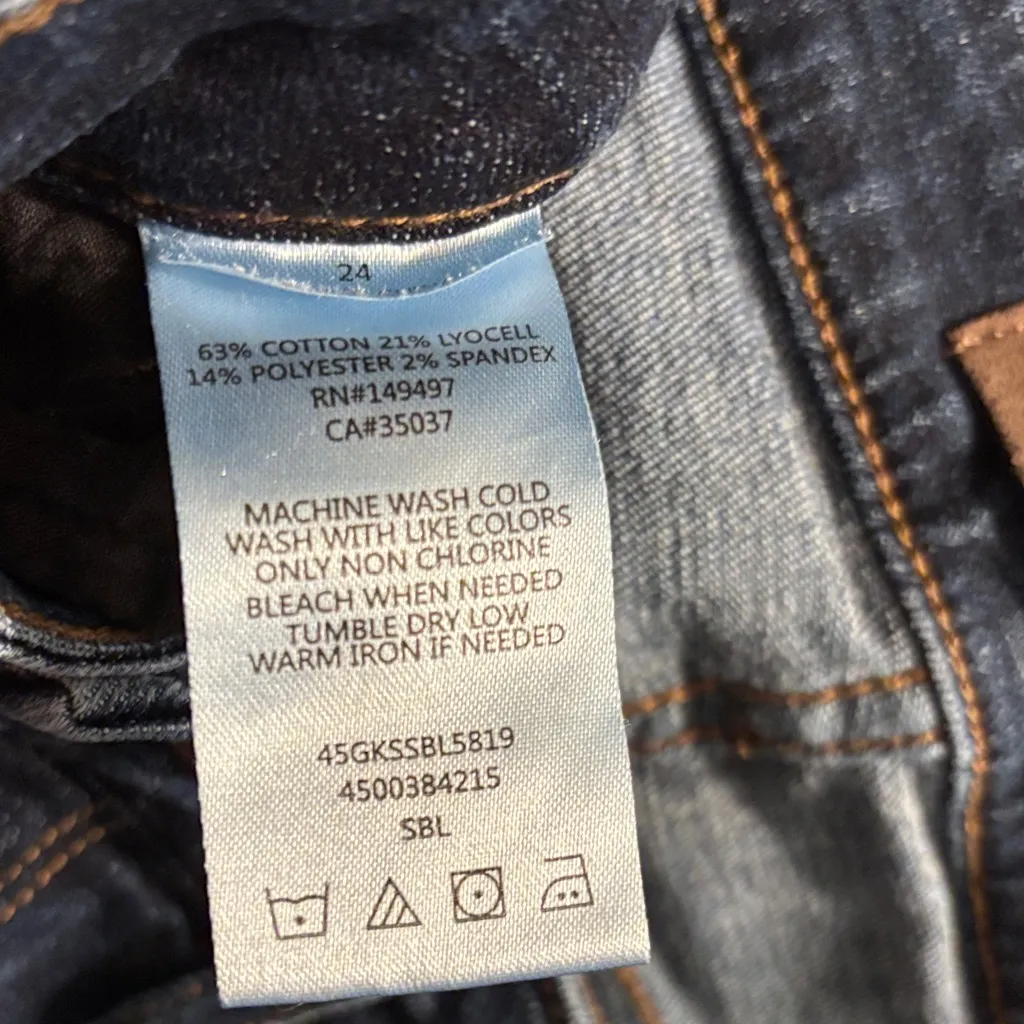 24
63% COTTON 21% LYOCELL
14% POLYESTER 2% SPANDEX
RN#149497
CA#35037
MACHINE WASH COLD
WASH WITH LIKE COLORS
ONLY NON CHLORINE
BLEACH WHEN NEEDED
TUMBLE DRY LOW
WARM IRON IF NEEDED
45GKSSBL5819
4500384215
SBL